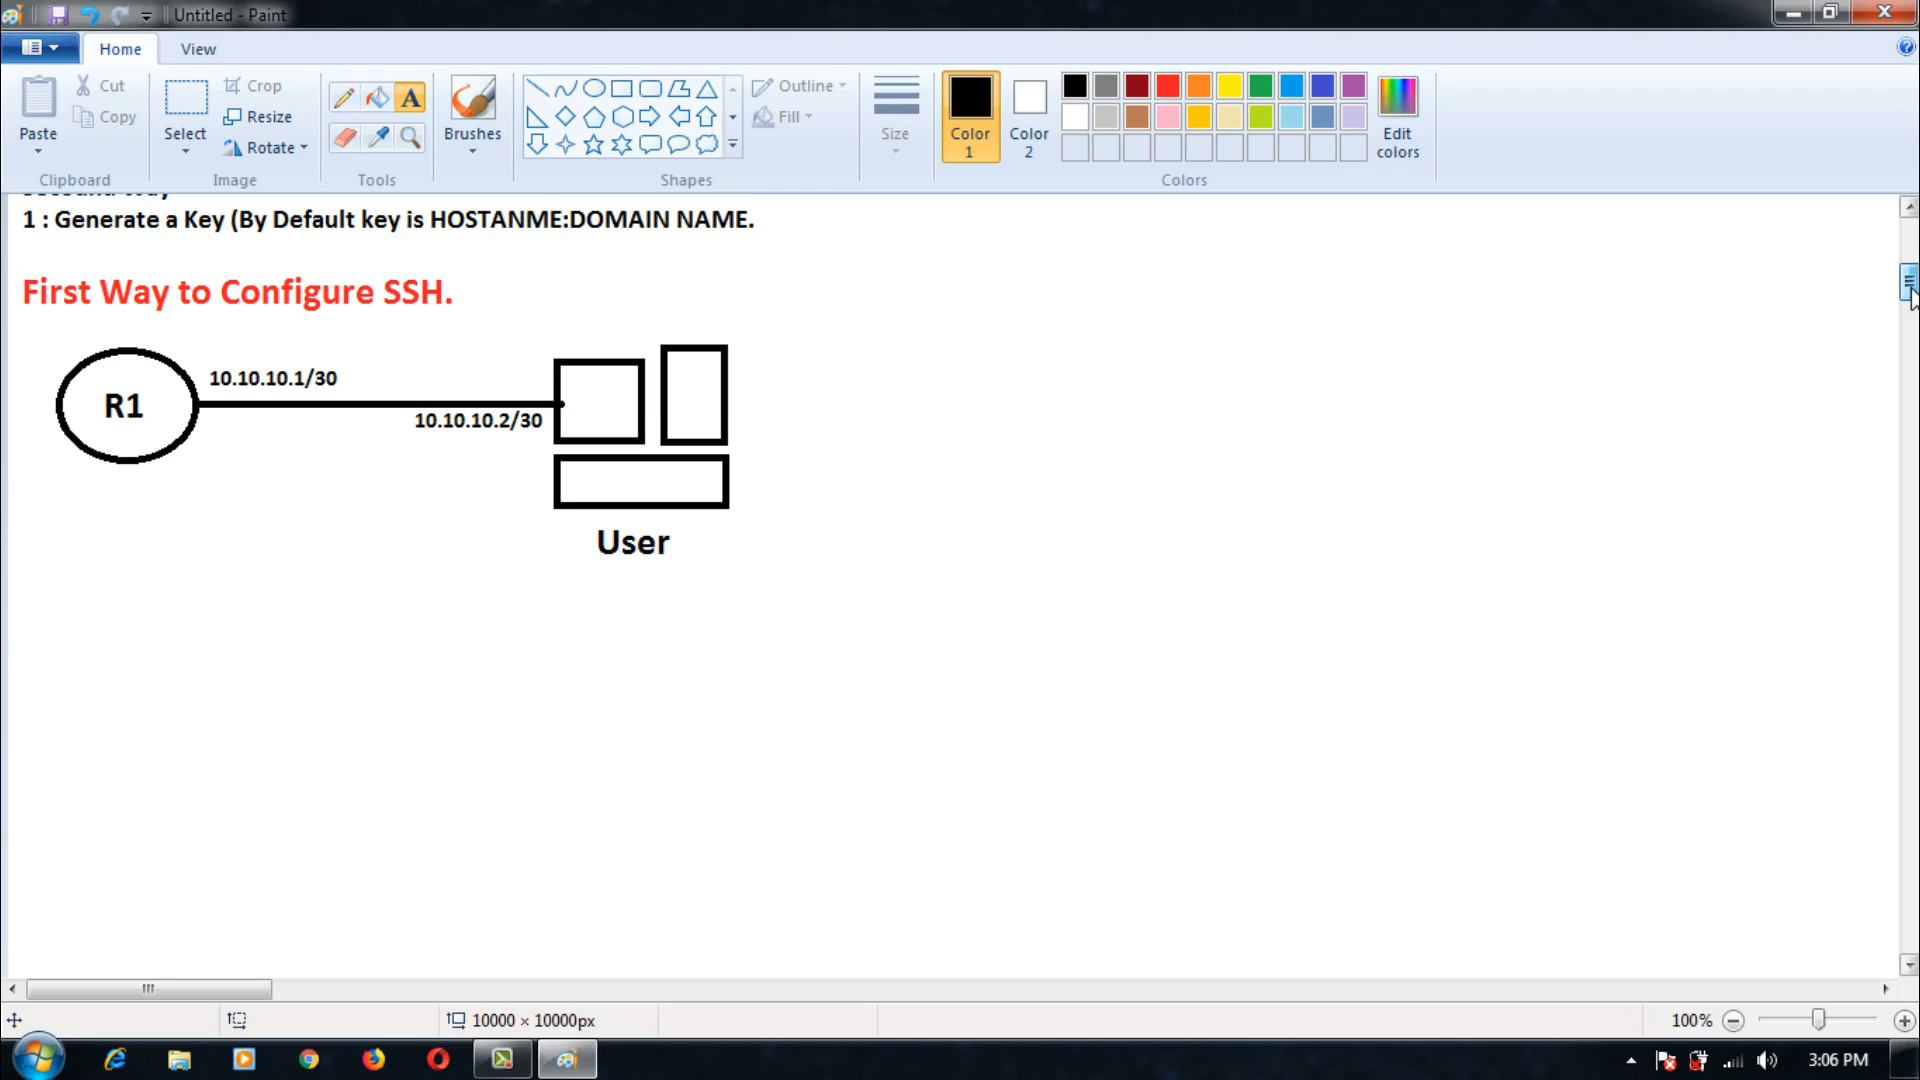 Untitled - Paint
Home
View
Paste
Cut
Copy
Clipboard
Select
Crop
Resize
Rotate
Image
A
Tools
Brushes
Shapes
Outline
Fill
Size
Color
1
Color
2
Edit
colors
Colors
1 : Generate a Key (By Default key is HOSTANME:DOMAIN NAME.
First Way to Configure SSH.
R1
10.10.10.1/30
10.10.10.2/30
User
10000 × 10000px
100%
3:06 PM